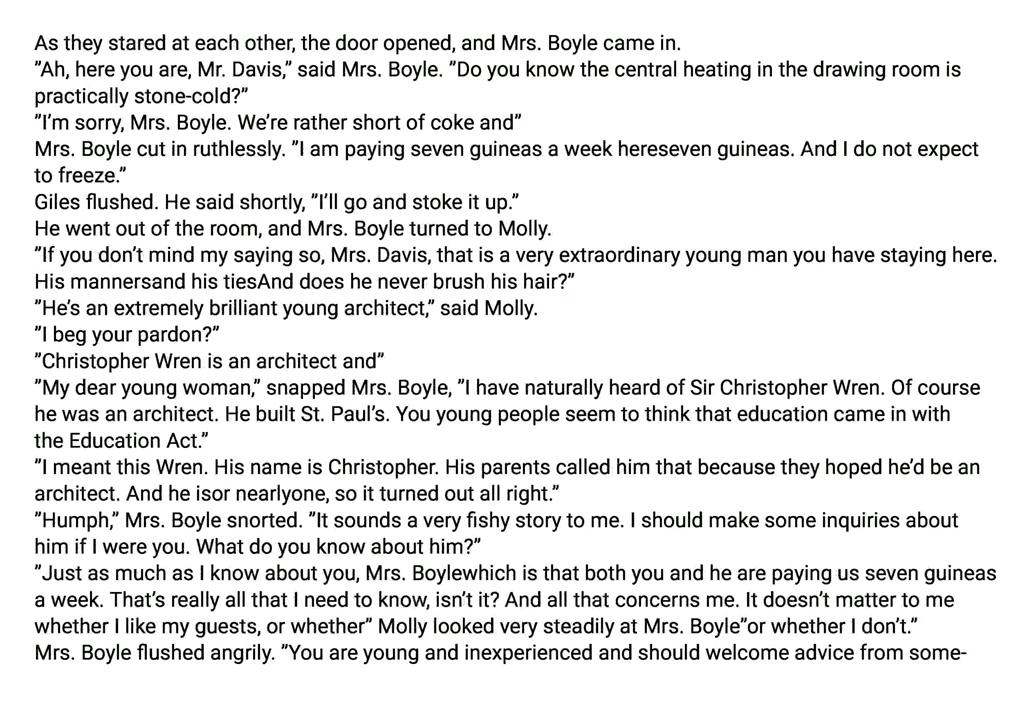 As they stared at each other, the door opened, and Mrs. Boyle came in.
”Ah, here you are, Mr. Davis,” said Mrs. Boyle. ”Do you know the central heating in the drawing room is
practically stone-cold?”
”I’m sorry, Mrs. Boyle. We’re rather short of coke and”
Mrs. Boyle cut in ruthlessly. ”I am paying seven guineas a week hereseven guineas. And I do not expect
to freeze.”
Giles flushed. He said shortly, ”I’ll go and stoke it up.”
He went out of the room, and Mrs. Boyle turned to Molly.
”If you don’t mind my saying so, Mrs. Davis, that is a very extraordinary young man you have staying here.
His mannersand his tiesAnd does he never brush his hair?”
”He’s an extremely brilliant young architect,” said Molly.
”I beg your pardon?”
”Christopher Wren is an architect and”
”My dear young woman,” snapped Mrs. Boyle, ”I have naturally heard of Sir Christopher Wren. Of course
he was an architect. He built St. Paul’s. You young people seem to think that education came in with
the Education Act.”
”I meant this Wren. His name is Christopher. His parents called him that because they hoped he’d be an
architect. And he isor nearlyone, so it turned out all right.”
”Humph,” Mrs. Boyle snorted. ”It sounds a very fishy story to me. I should make some inquiries about
him if I were you. What do you know about him?”
”Just as much as I know about you, Mrs. Boylewhich is that both you and he are paying us seven guineas
a week. That’s really all that I need to know, isn’t it? And all that concerns me. It doesn’t matter to me
whether I like my guests, or whether” Molly looked very steadily at Mrs. Boyle”or whether I don’t.”
Mrs. Boyle flushed angrily. ”You are young and inexperienced and should welcome advice from some-